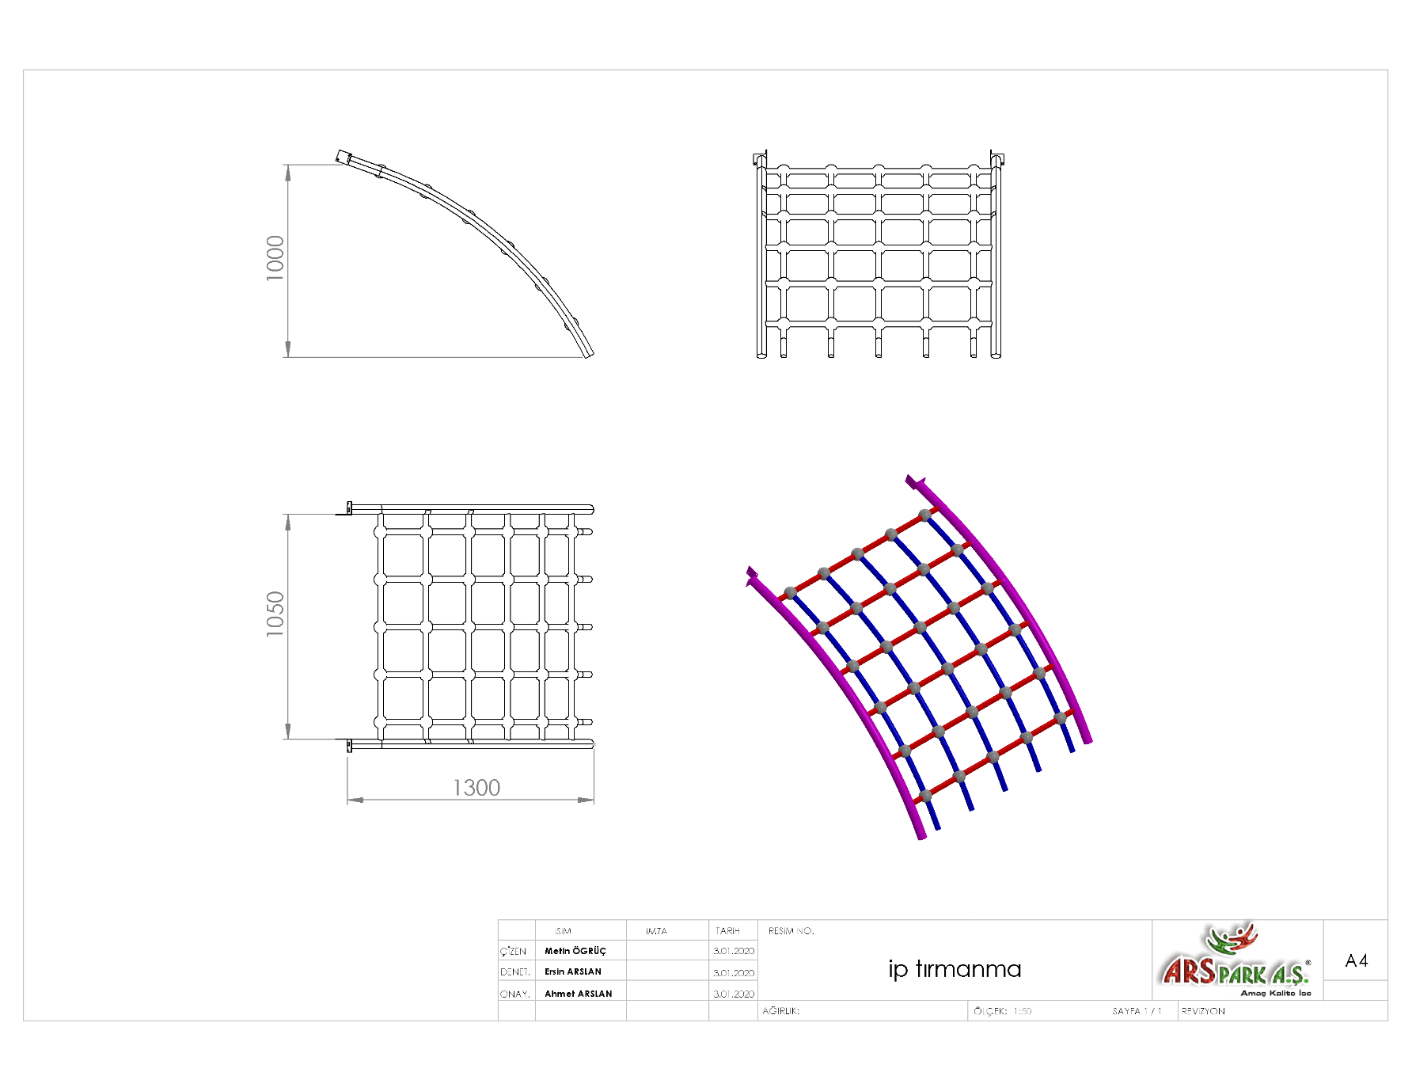 1000
1050
1300
İSİM İMZA TARİH RESİM NO.
ÇİZEN Metin ÖGRÜÇ 3.01.2020
DENET. Ersin ARSLAN 3.01.2020
ONAY. Ahmet ARSLAN 3.01.2020
ip tırmanma
ARSPARK A.Ş.®
Amaç Kalite İse
A4
AĞIRLIK: ÖLÇEK: 1:50 SAYFA 1 / 1 REVİZYON